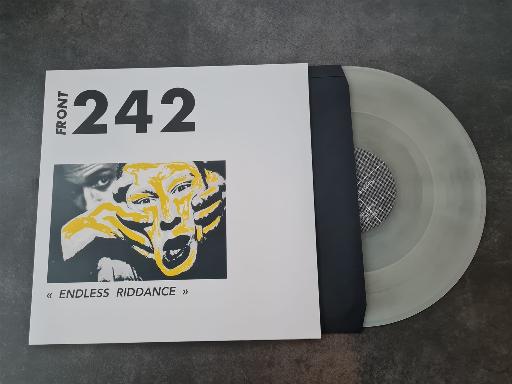 FRONT
242
« ENDLESS RIDDANCE »